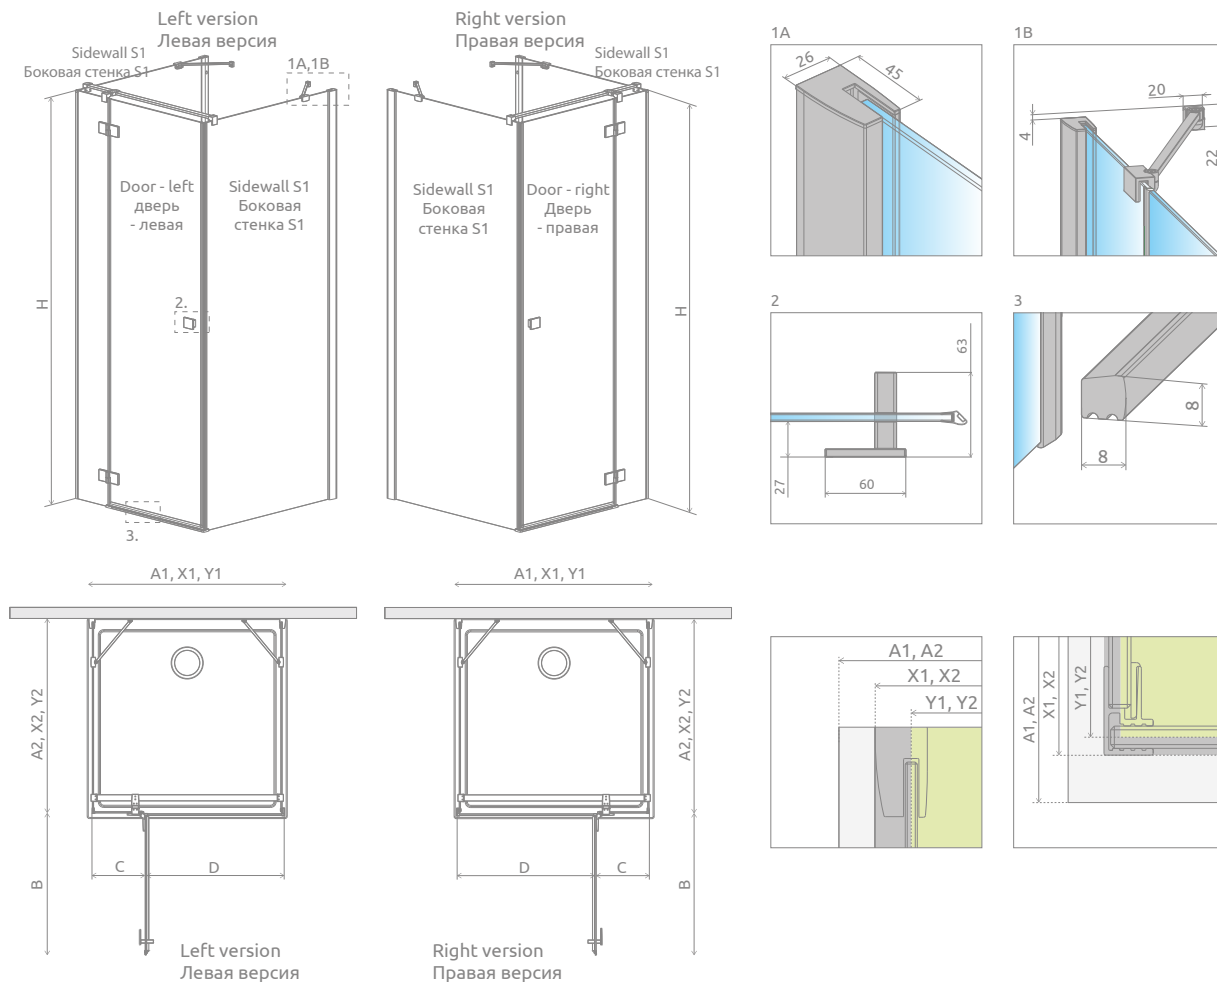 Left version
Левая версия
Sidewall S1
Боковая стенка S1
1A,1B
Door - left
дверь
- левая
Sidewall S1
Боковая
стенка S1
H
2.
3.
Right version
Правая версия
Sidewall S1
Боковая стенка S1
Sidewall S1
Боковая
стенка S1
Door - right
Дверь
- правая
H
1A
26
45
1B
20
4
22
2
63
27
60
3
8
8
A1, X1, Y1
A2, X2, Y2
C
D
B
Left version
Левая версия
A1, X1, Y1
A2, X2, Y2
D
C
B
Right version
Правая версия
A1, A2
X1, X2
Y1, Y2
A1, A2
X1, X2
Y1, Y2